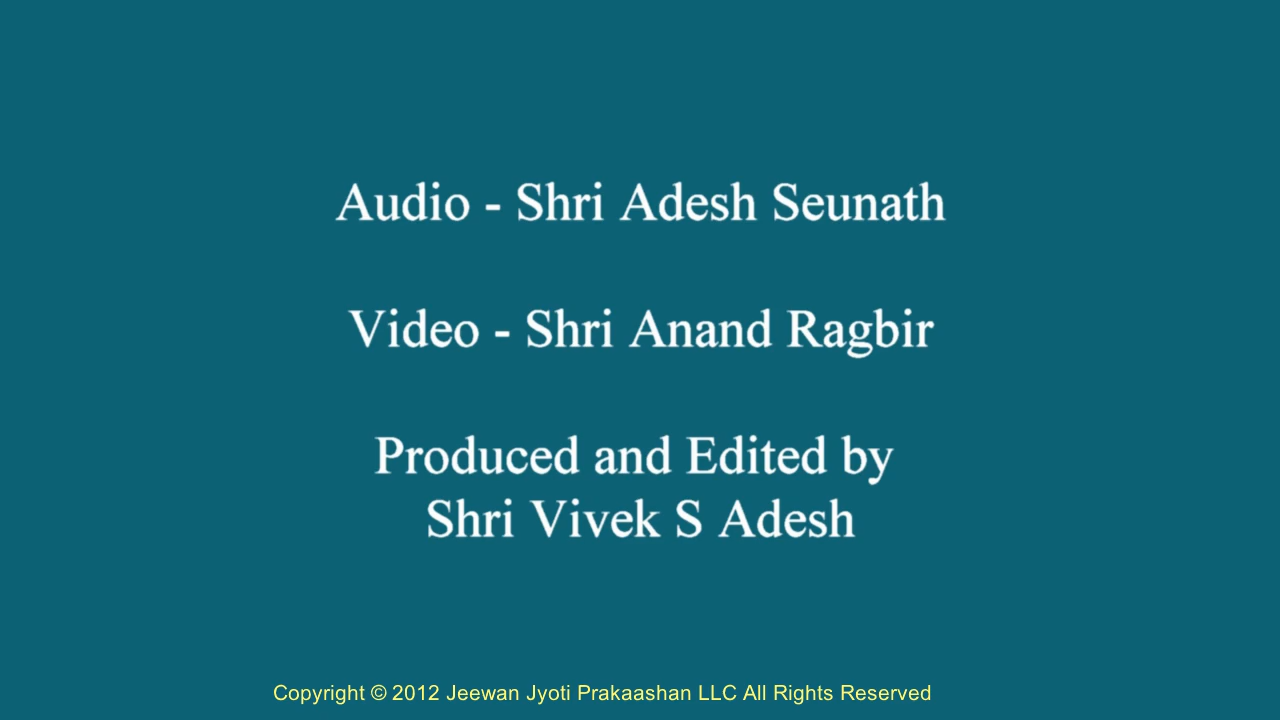 Audio - Shri Adesh Seunath
Video - Shri Anand Ragbir
Produced and Edited by
Shri Vivek S Adesh
Copyright © 2012 Jeewan Jyoti Prakaashan LLC All Rights Reserved